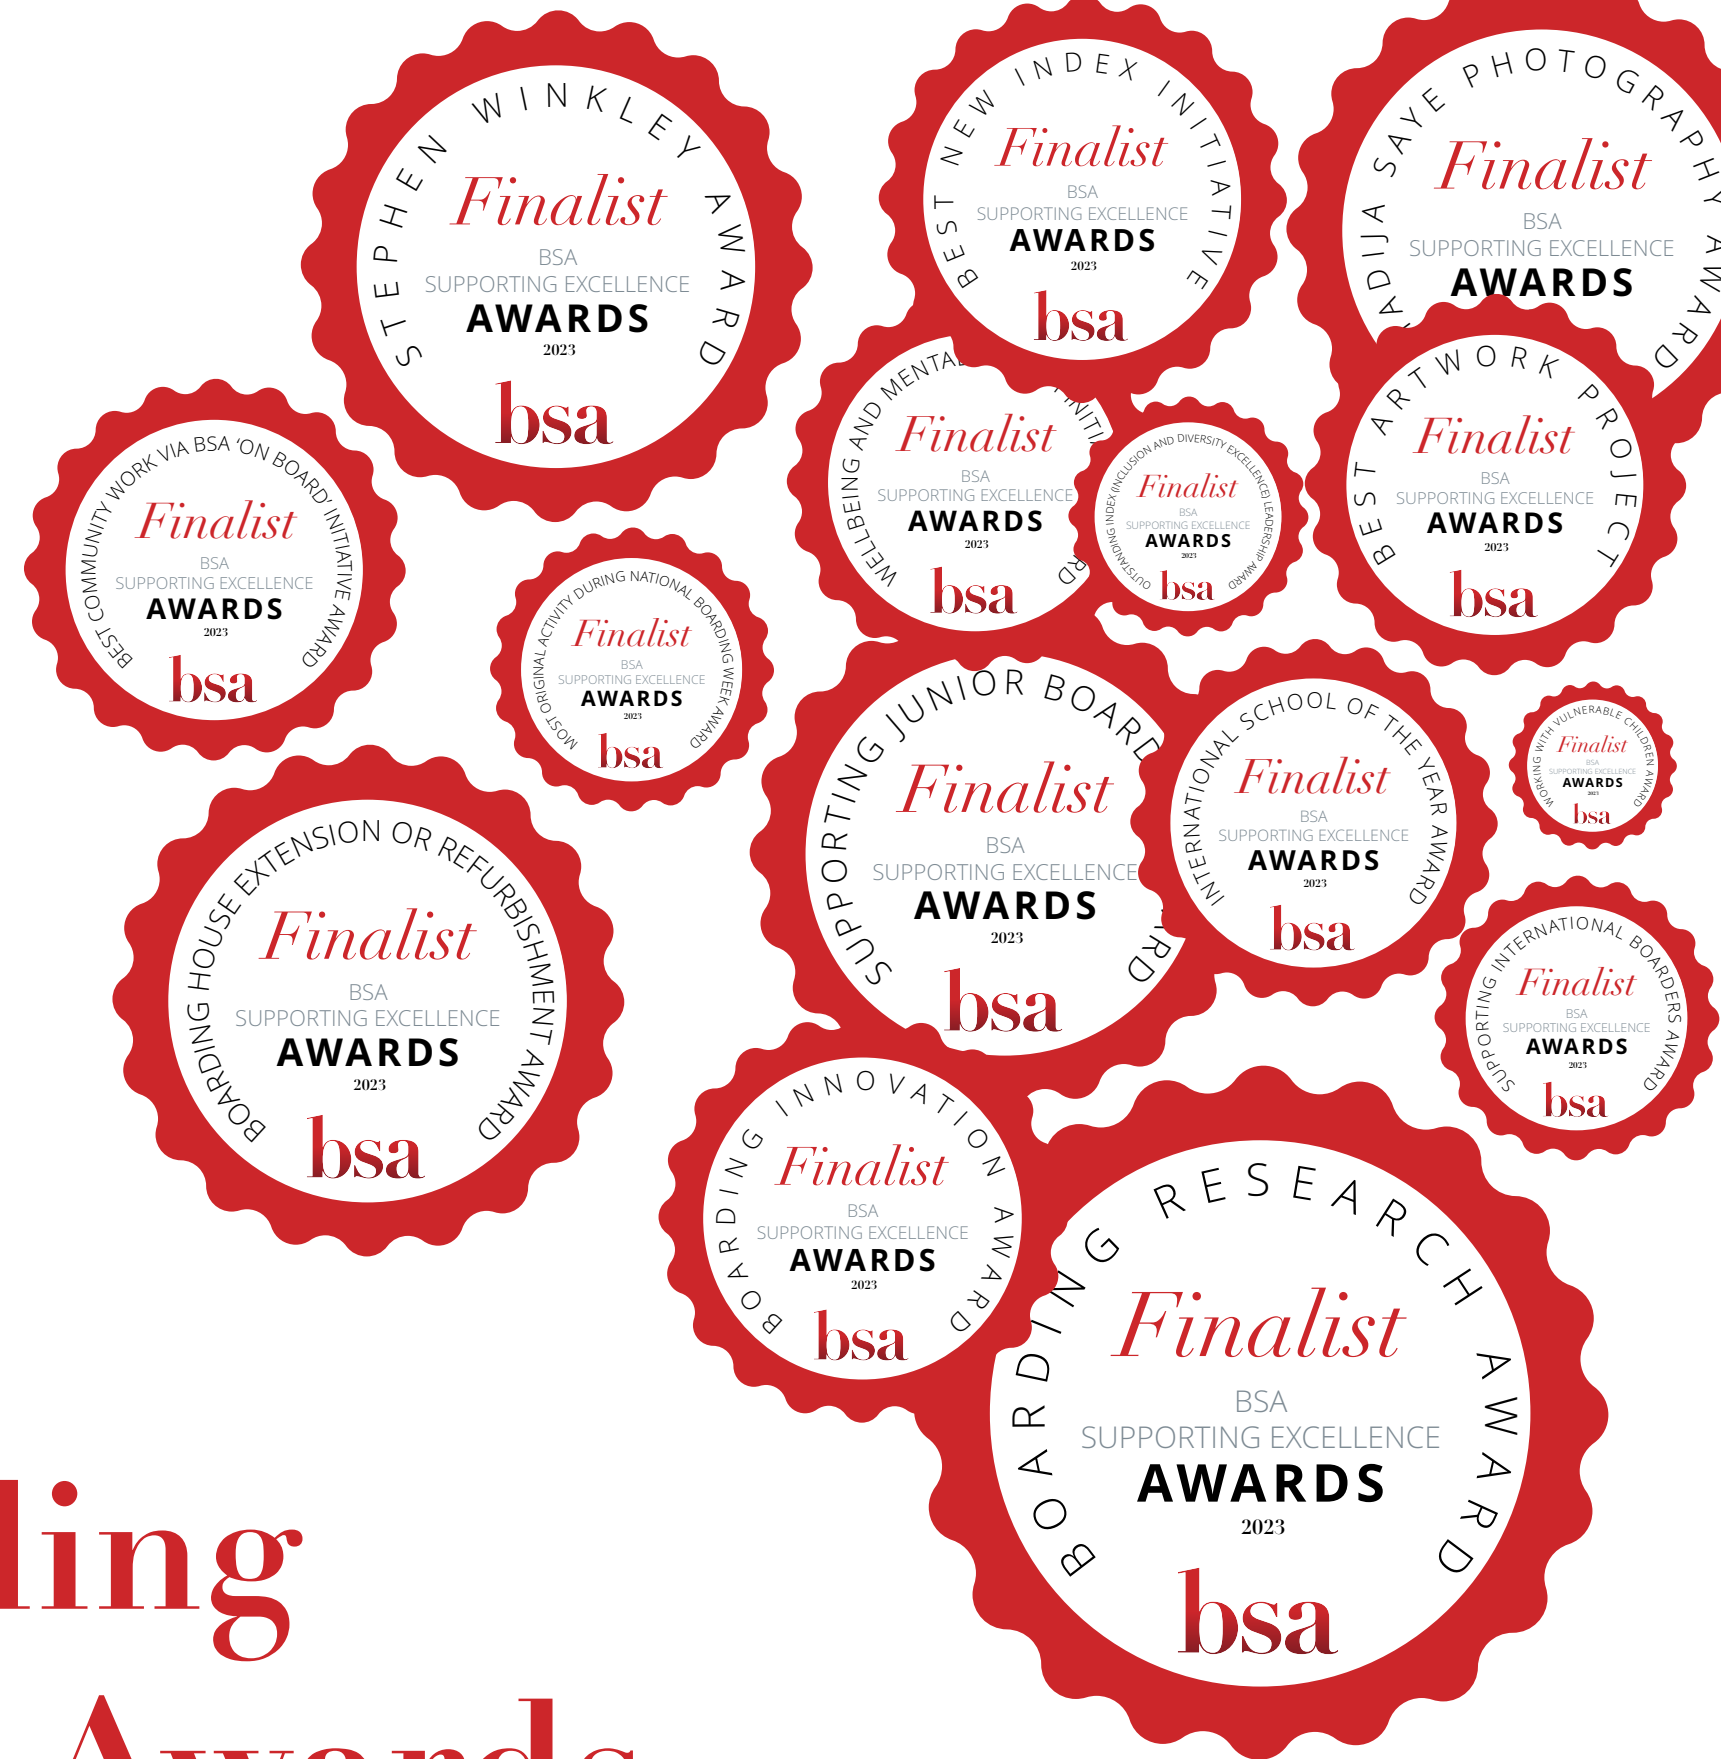 STEPHEN WINKLEY AWARD
Finalist
BSA
SUPPORTING EXCELLENCE
AWARDS
2023
bsa
BEST NEW INDEX INITIATIVE
Finalist
BSA
SUPPORTING EXCELLENCE
AWARDS
2023
bsa
ADIJA SAYE PHOTOGRAPHY AWARD
Finalist
BSA
SUPPORTING EXCELLENCE
AWARDS
BEST COMMUNITY WORK VIA BSA ‘ON BOARD’ INITIATIVE AWARD
Finalist
BSA
SUPPORTING EXCELLENCE
AWARDS
2023
bsa
WELLBEING AND MENTAL
Finalist
BSA
SUPPORTING EXCELLENCE
AWARDS
2023
bsa
OUTSTANDING INDEX (INCLUSION AND DIVERSITY EXCELLENCE) LEADERSHIP AWARD
Finalist
BSA
SUPPORTING EXCELLENCE
AWARDS
2023
bsa
BEST ARTWORK PROJECT
Finalist
BSA
SUPPORTING EXCELLENCE
AWARDS
2023
bsa
MOST ORIGINAL ACTIVITY DURING NATIONAL BOARDING WEEK AWARD
Finalist
BSA
SUPPORTING EXCELLENCE
AWARDS
2023
bsa
SUPPORTING JUNIOR BOARD RD
Finalist
BSA
SUPPORTING EXCELLENCE
AWARDS
2023
bsa
INTERNATIONAL SCHOOL OF THE YEAR AWARD
Finalist
BSA
SUPPORTING EXCELLENCE
AWARDS
2023
bsa
WORKING WITH VULNERABLE CHILDREN AWARD
Finalist
BSA
SUPPORTING EXCELLENCE
AWARDS
2023
bsa
BOARDING HOUSE EXTENSION OR REFURBISHMENT AWARD
Finalist
BSA
SUPPORTING EXCELLENCE
AWARDS
2023
bsa
SUPPORTING INTERNATIONAL BOARDERS AWARD
Finalist
BSA
SUPPORTING EXCELLENCE
AWARDS
2023
bsa
BOARDING INNOVATION AWARD
Finalist
BSA
SUPPORTING EXCELLENCE
AWARDS
2023
bsa
BOARDING RESEARCH AWARD
Finalist
BSA
SUPPORTING EXCELLENCE
AWARDS
2023
bsa
ling
Awards